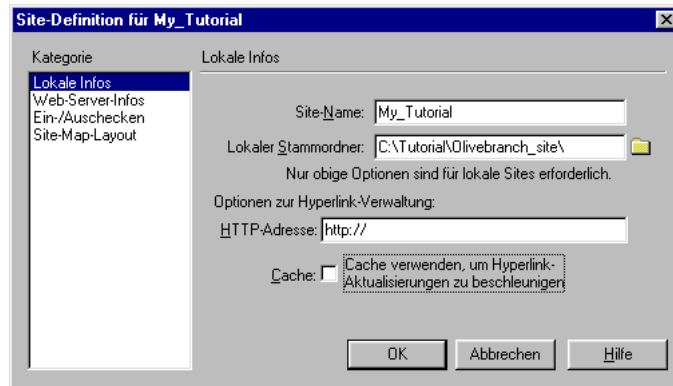 Site-Definition für My_Tutorial
Kategorie
Lokale Infos
Web-Server-Infos
Ein-/Auschecken
Site-Map-Layout
Lokale Infos
Site-Name: My_Tutorial
Lokaler Stammordner: C:\Tutorial\Olivebranch_site\
Nur obige Optionen sind für lokale Sites erforderlich.
Optionen zur Hyperlink-Verwaltung:
HTTP-Adresse: http://
Cache: Cache verwenden, um Hyperlink-
Aktualisierungen zu beschleunigen
OK Abbrechen Hilfe